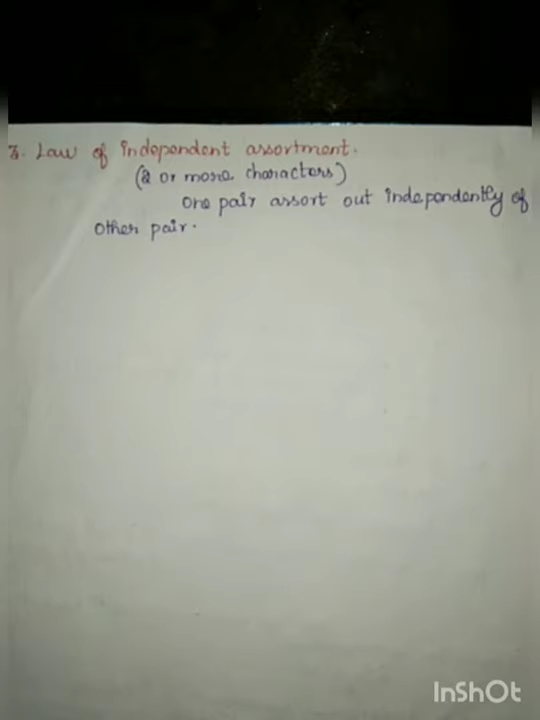 3. Law of independent assortment.
(2 or more characters)
one pair assort out independently of
other pair.
InShOt